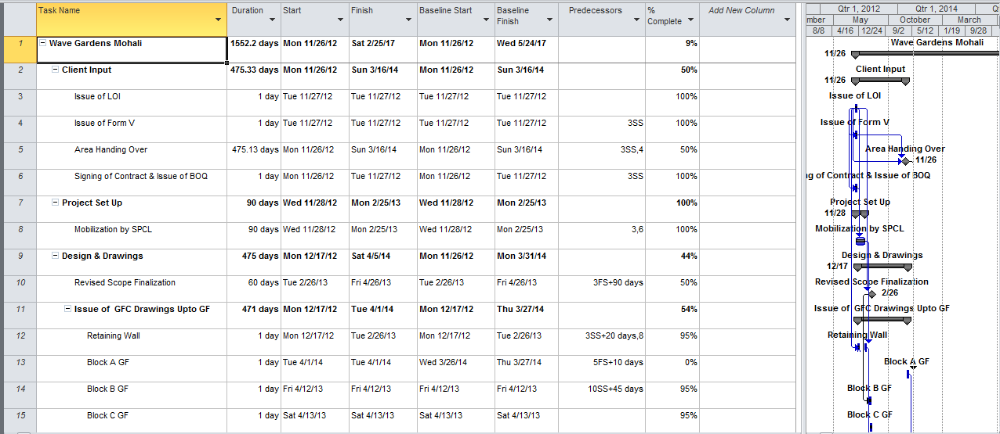 Task Name Duration Start Finish Baseline Start Baseline Finish Predecessors % Complete Add New Column
1 Wave Gardens Mohali 1552.2 days Mon 11/26/12 Sat 2/25/17 Mon 11/26/12 Wed 5/24/17 9%
2 Client Input 475.33 days Mon 11/26/12 Sun 3/16/14 Mon 11/26/12 Sun 3/16/14 50%
3 Issue of LOI 1 day Tue 11/27/12 Tue 11/27/12 Tue 11/27/12 Tue 11/27/12 100%
4 Issue of Form V 1 day Tue 11/27/12 Tue 11/27/12 Tue 11/27/12 Tue 11/27/12 3SS 100%
5 Area Handing Over 475.13 days Mon 11/26/12 Sun 3/16/14 Mon 11/26/12 Sun 3/16/14 3SS,4 50%
6 Signing of Contract & Issue of BOQ 1 day Mon 11/26/12 Tue 11/27/12 Mon 11/26/12 Tue 11/27/12 3SS 100%
7 Project Set Up 90 days Wed 11/28/12 Mon 2/25/13 Wed 11/28/12 Mon 2/25/13 100%
8 Mobilization by SPCL 90 days Wed 11/28/12 Mon 2/25/13 Wed 11/28/12 Mon 2/25/13 3,6 100%
9 Design & Drawings 475 days Mon 12/17/12 Sat 4/5/14 Mon 11/26/12 Mon 3/31/14 44%
10 Revised Scope Finalization 60 days Tue 2/26/13 Fri 4/26/13 Tue 2/26/13 Fri 4/26/13 3FS+90 days 50%
11 Issue of GFC Drawings Upto GF 471 days Mon 12/17/12 Tue 4/1/14 Mon 12/17/12 Thu 3/27/14 54%
12 Retaining Wall 1 day Mon 12/17/12 Tue 2/26/13 Mon 12/17/12 Tue 2/26/13 3SS+20 days,8 95%
13 Block A GF 1 day Tue 4/1/14 Tue 4/1/14 Wed 3/26/14 Thu 3/27/14 5FS+10 days 0%
14 Block B GF 1 day Fri 4/12/13 Fri 4/12/13 Fri 4/12/13 Fri 4/12/13 10SS+45 days 95%
15 Block C GF 1 day Sat 4/13/13 Sat 4/13/13 Sat 4/13/13 Sat 4/13/13 95%
Qtr 1, 2012 Qtr 1, 2014 Q
mber May October March
8/8 4/16 12/24 9/2 5/12 1/19 9/28
Wave Gardens Mohali
11/26
Client Input
11/26
Issue of LOI
Issue of Form V
Area Handing Over
11/26
ng of Contract & Issue of BOQ
Project Set Up
11/28
Mobilization by SPCL
Design & Drawings
12/17
Revised Scope Finalization
2/26
Issue of GFC Drawings Upto GF
Retaining Wall
Block A GF
Block B GF
Block C GF